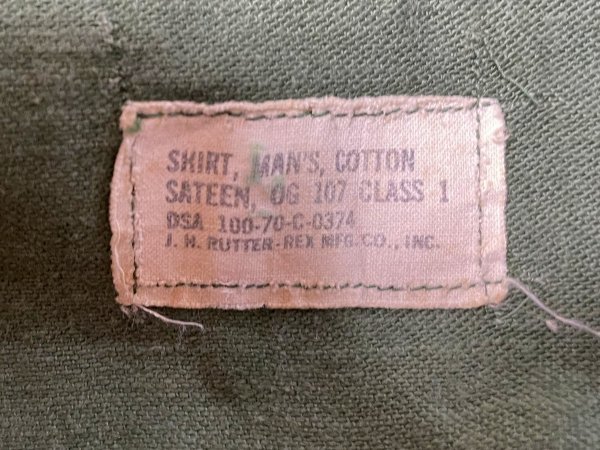 SHIRT, MAN'S, COTTON
SATEEN, OG 107 CLASS 1
DSA 100-70-C-0374
J. H. RUTTER-REX MFG. CO., INC.